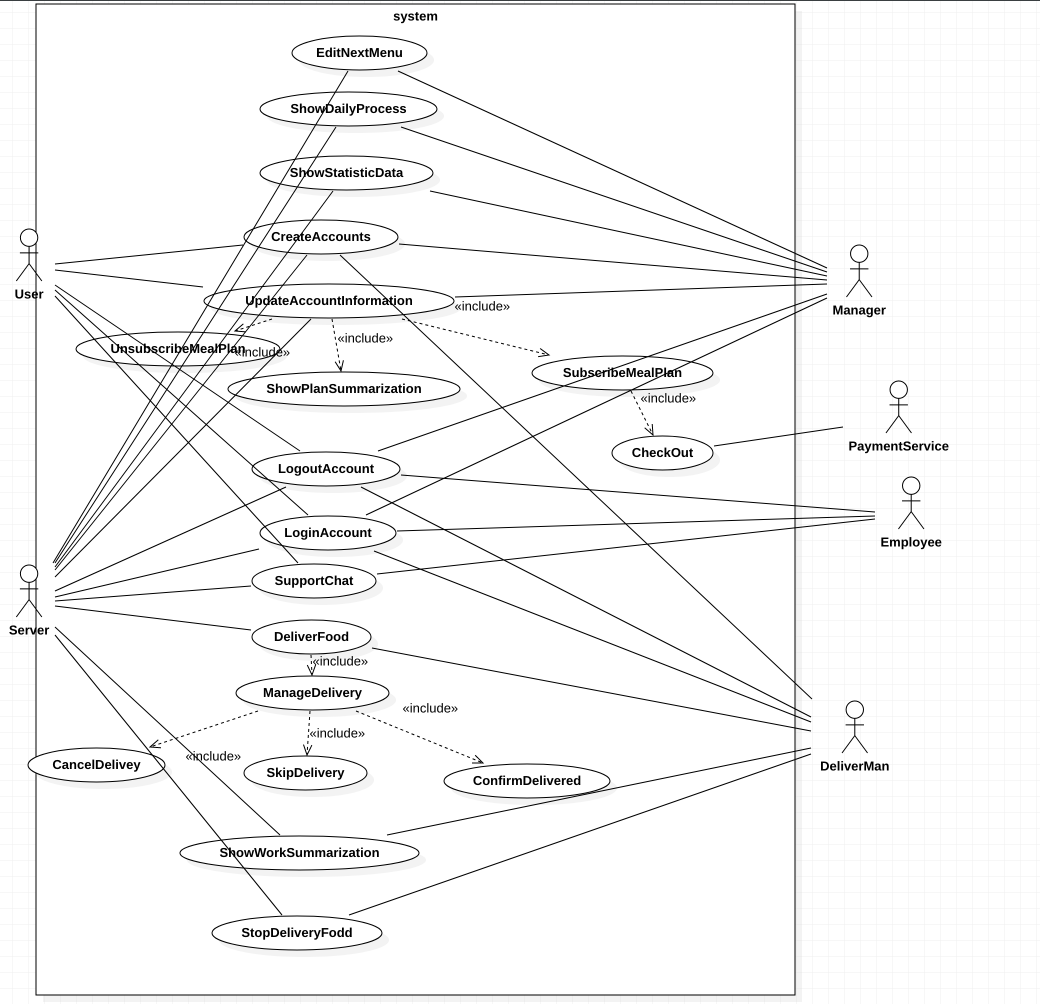 system
EditNextMenu
ShowDailyProcess
ShowStatisticData
CreateAccounts
User
UpdateAccountInformation
«include»
Manager
«include»
UnsubscribeMealPlan
«include»
SubscribeMealPlan
ShowPlanSummarization
«include»
PaymentService
CheckOut
LogoutAccount
LoginAccount
Employee
SupportChat
Server
DeliverFood
«include»
ManageDelivery
«include»
«include»
«include»
CancelDelivey
SkipDelivery
ConfirmDelivered
DeliverMan
ShowWorkSummarization
StopDeliveryFodd